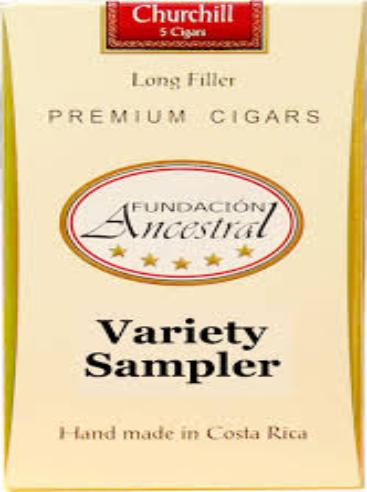 Churchill
5 Cigars
Long Filler
PREMIUM CIGARS
FUNDACIÓN
Ancestral
Variety
Sampler
Hand made in Costa Rica